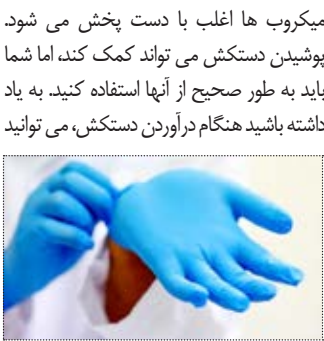 میکروب ها اغلب با دست پخش می شود.
پوشیدن دستکش می تواند کمک کند، اما شما
باید به طور صحیح از آنها استفاده کنید. به یاد
داشته باشید هنگام درآوردن دستکش، می توانید